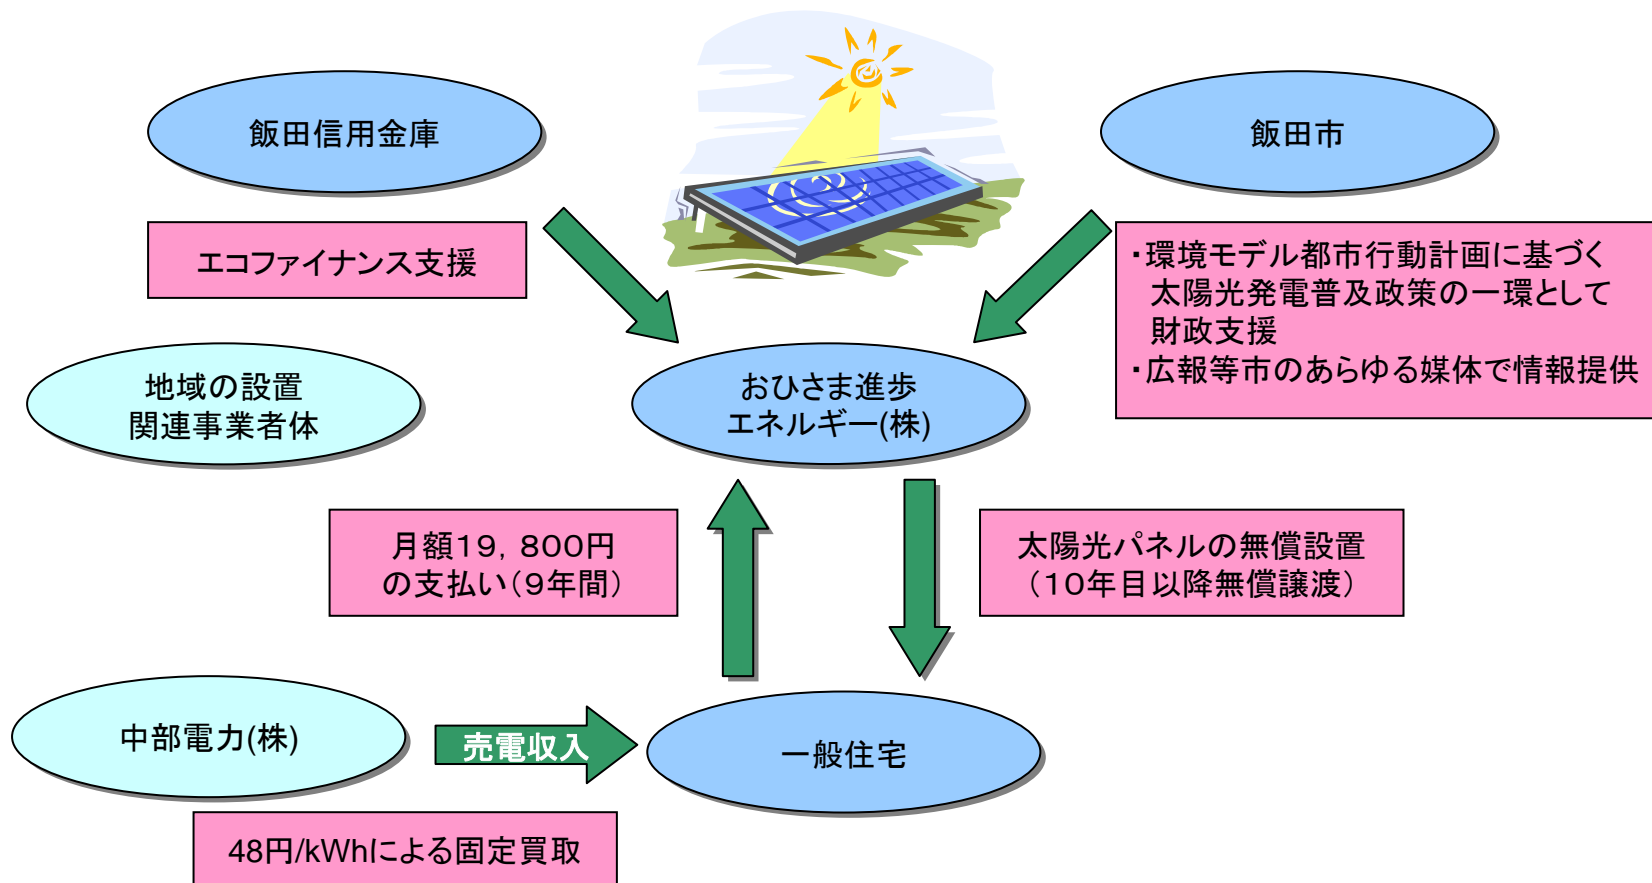 飯田信用金庫
飯田市
エコファイナンス支援
・環境モデル都市行動計画に基づく
太陽光発電普及政策の一環として
財政支援
・広報等市のあらゆる媒体で情報提供
地域の設置
関連事業者体
おひさま進歩
エネルギー(株)
月額19,800円
の支払い(9年間)
太陽光パネルの無償設置
(10年目以降無償譲渡)
中部電力(株)
売電収入
一般住宅
48円/kWhによる固定買取